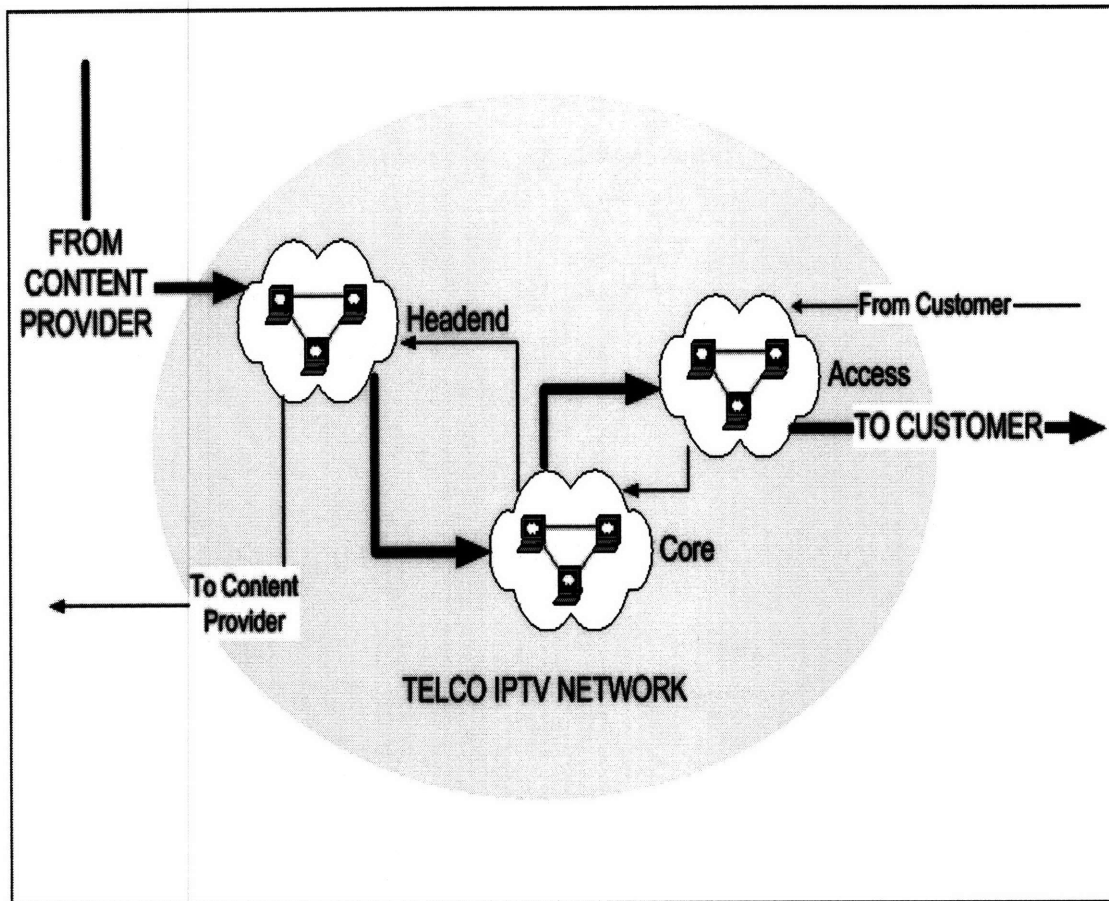 FROM
CONTENT
PROVIDER
Headend
From Customer
Access
TO CUSTOMER
Core
To Content
Provider
TELCO IPTV NETWORK